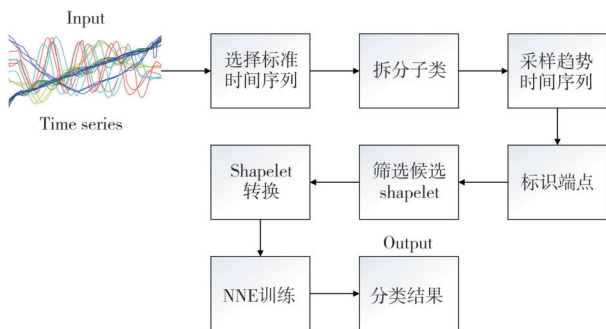 Input
Time series
选择标准
时间序列
拆分子类
采样趋势
时间序列
标识端点
筛选候选
shapelet
Shapelet
转换
NNE训练
Output
分类结果